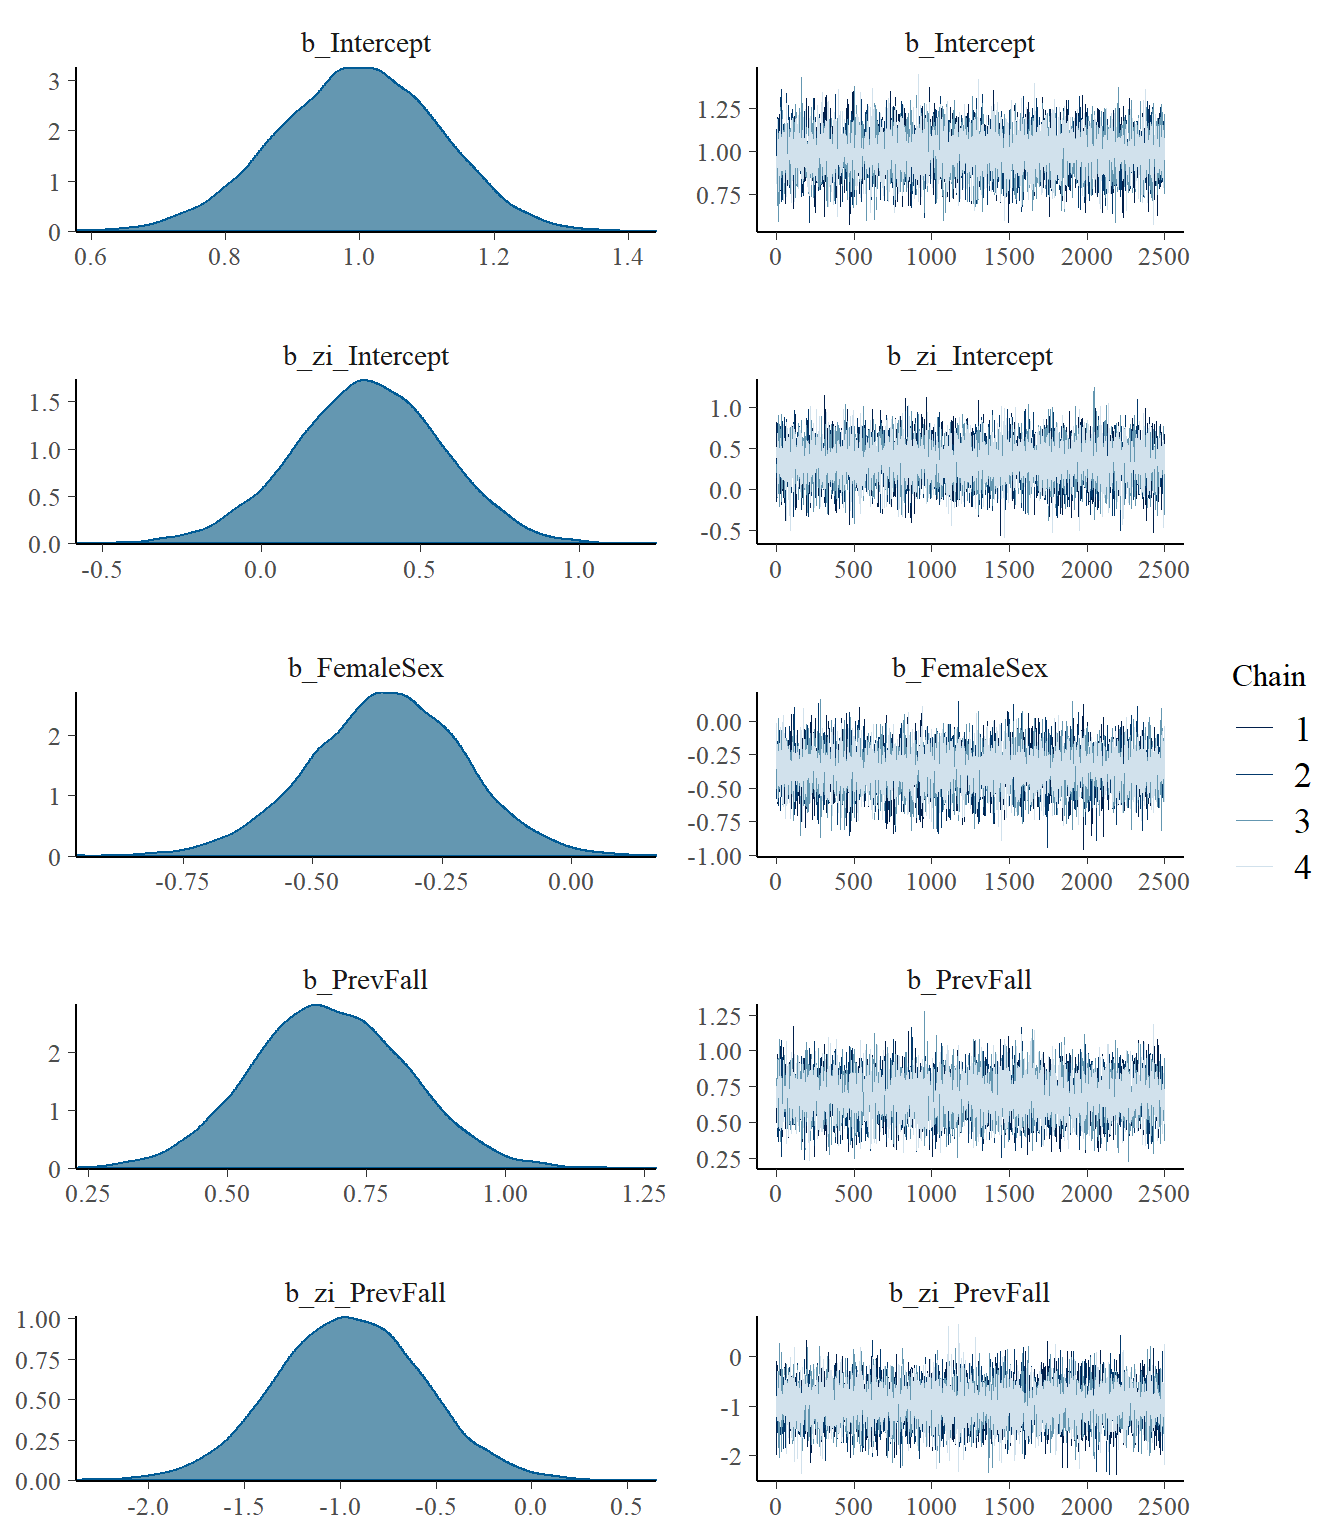 b_Intercept b_Intercept
3 2 1 0
0.6 0.8 1.0 1.2 1.4
1.25 1.00 0.75
0 500 1000 1500 2000 2500
b_zi_Intercept b_zi_Intercept
1.5 1.0 0.5 0.0
-0.5 0.0 0.5 1.0
1.0 0.5 0.0 -0.5
0 500 1000 1500 2000 2500
b_FemaleSex b_FemaleSex
2 1 0
-0.75 -0.50 -0.25 0.00
0.00 -0.25 -0.50 -0.75 -1.00
0 500 1000 1500 2000 2500
Chain
1
2
3
4
b_PrevFall b_PrevFall
2 1 0
0.25 0.50 0.75 1.00 1.25
1.25 1.00 0.75 0.50 0.25
0 500 1000 1500 2000 2500
b_zi_PrevFall b_zi_PrevFall
1.00 0.75 0.50 0.25 0.00
-2.0 -1.5 -1.0 -0.5 0.0 0.5
0 -1 -2
0 500 1000 1500 2000 2500